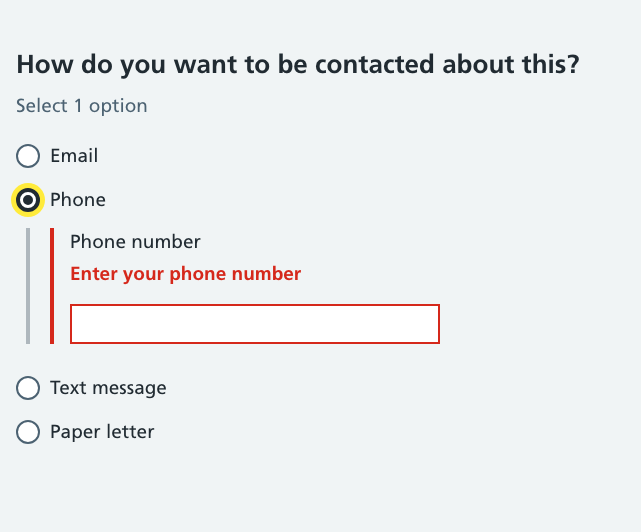 How do you want to be contacted about this?
Select 1 option
Email
Phone
Phone number
Enter your phone number
Text message
Paper letter